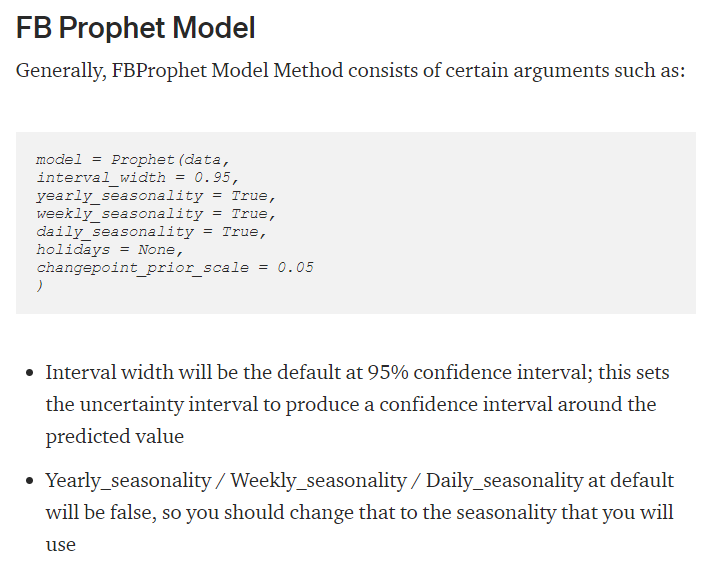 FB Prophet Model
Generally, FBProphet Model Method consists of certain arguments such as:
model = Prophet(data,
interval_width = 0.95,
yearly_seasonality = True,
weekly_seasonality = True,
daily_seasonality = True,
holidays = None,
changepoint_prior_scale = 0.05
)
• Interval width will be the default at 95% confidence interval; this sets
the uncertainty interval to produce a confidence interval around the
predicted value
• Yearly_seasonality / Weekly_seasonality / Daily_seasonality at default
will be false, so you should change that to the seasonality that you will
use